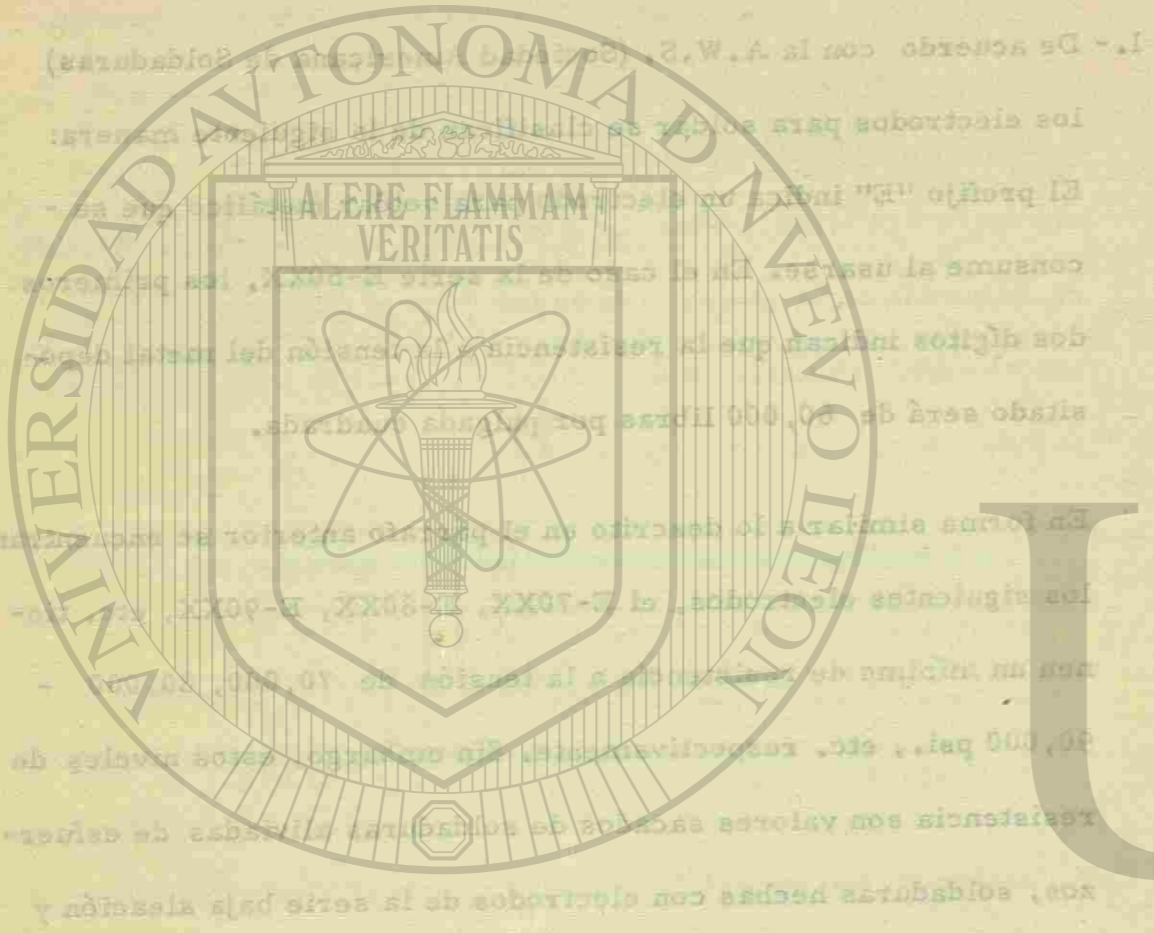 1.- De acuerdo con la A.W.S. (Sociedad Americana de Soldaduras)
los electrodos para soldar se clasifican de la siguiente manera:
El prefijo "E" indica un electrodo para soldar metálico que se -
consume al usarse. En el caso de la serie E-60XX, los primeros
dos dígitos indican que la resistencia a la tensión del metal depó-
sitado será de 60,000 libras por pulgada cuadrada.
En forma similar a lo descrito en el párrafo anterior se encuentran
los siguientes electrodos, el E-70XX, E-80XX, E-90XX, etc. tie-
nen un mínimo de resistencia a la tensión de 70,000, 80,000 -
90,000 psi., etc. respectivamente. Sin embargo, estos niveles de
resistencia son valores sacados de soldaduras aliviadas de esfuer-
zos, soldaduras hechas con electrodos de la serie baja aleación y
UNIVERSIDAD AUTONOMA D NUEVO LEON
ALERE FLAMMAM
VERITATIS
U